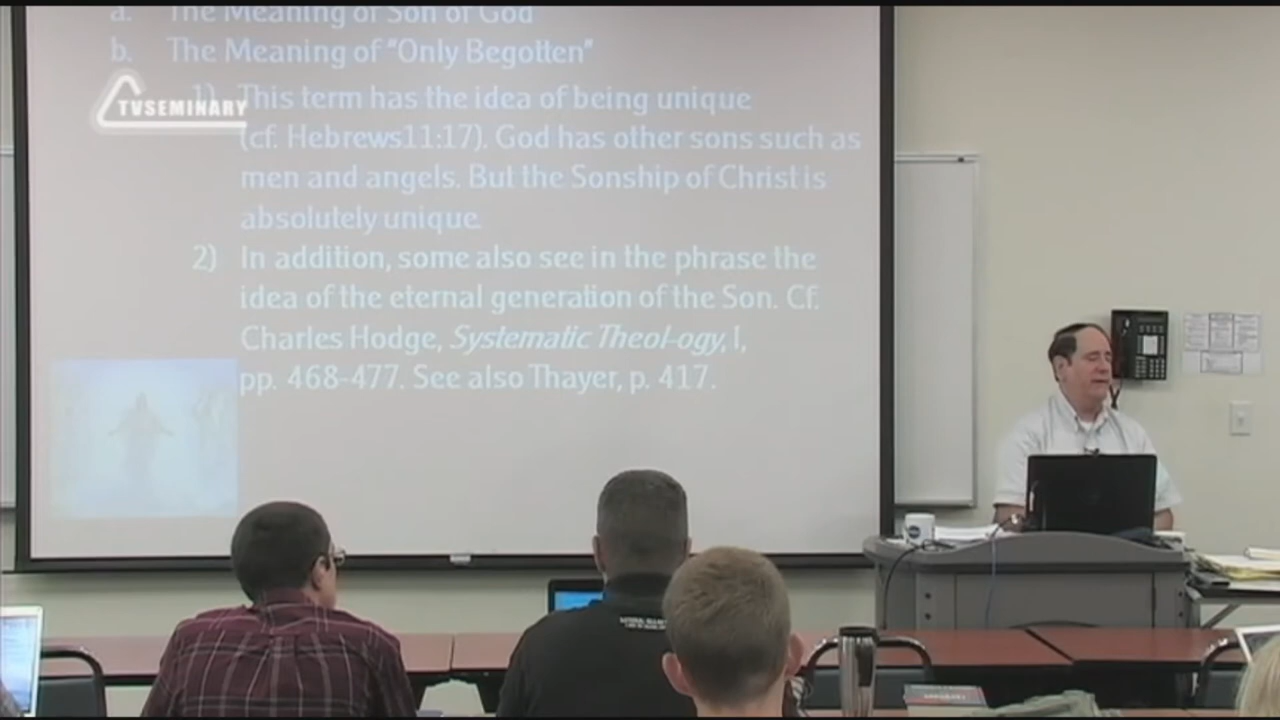 a. The Meaning of Son of God
b. The Meaning of "Only Begotten"
TVSEMINARY
1) This term has the idea of being unique
(cf. Hebrews11:17). God has other sons such as
men and angels. But the Sonship of Christ is
absolutely unique.
2) In addition, some also see in the phrase the
idea of the eternal generation of the Son. Cf.
Charles Hodge, Systematic Theol-ogy, I,
pp. 468-477. See also Thayer, p. 417.